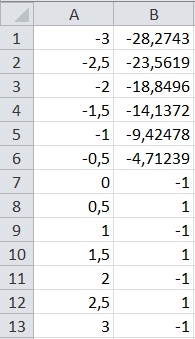 A B
1 -3 -28,2743
2 -2,5 -23,5619
3 -2 -18,8496
4 -1,5 -14,1372
5 -1 -9,42478
6 -0,5 -4,71239
7 0 -1
8 0,5 1
9 1 -1
10 1,5 1
11 2 -1
12 2,5 1
13 3 -1